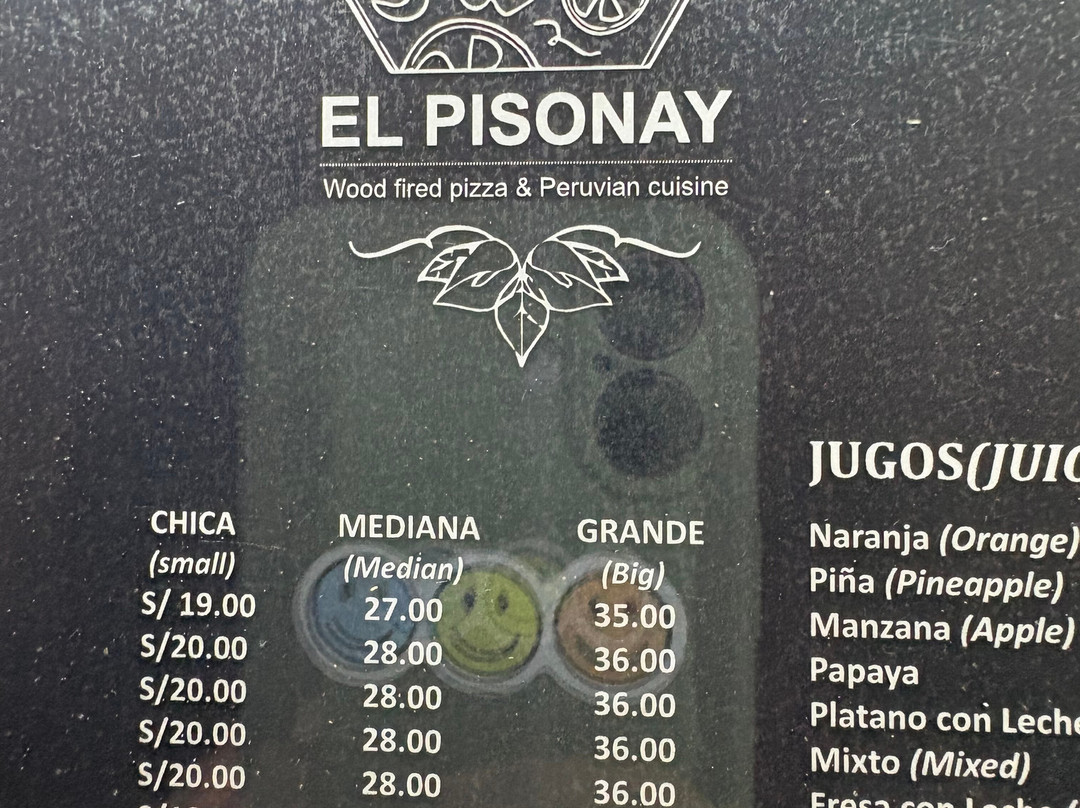 EL PISONAY
Wood fired pizza & Peruvian cuisine
CHICA MEDIANA GRANDE
(small) (Median) (Big)
S/ 19.00 27.00 35.00
S/20.00 28.00 36.00
S/20.00 28.00 36.00
S/20.00 28.00 36.00
S/20.00 28.00 36.00
JUGOS(JUIC
Naranja (Orange)
Piña (Pineapple)
Manzana (Apple)
Papaya
Platano con Leche
Mixto (Mixed)
Fresa con